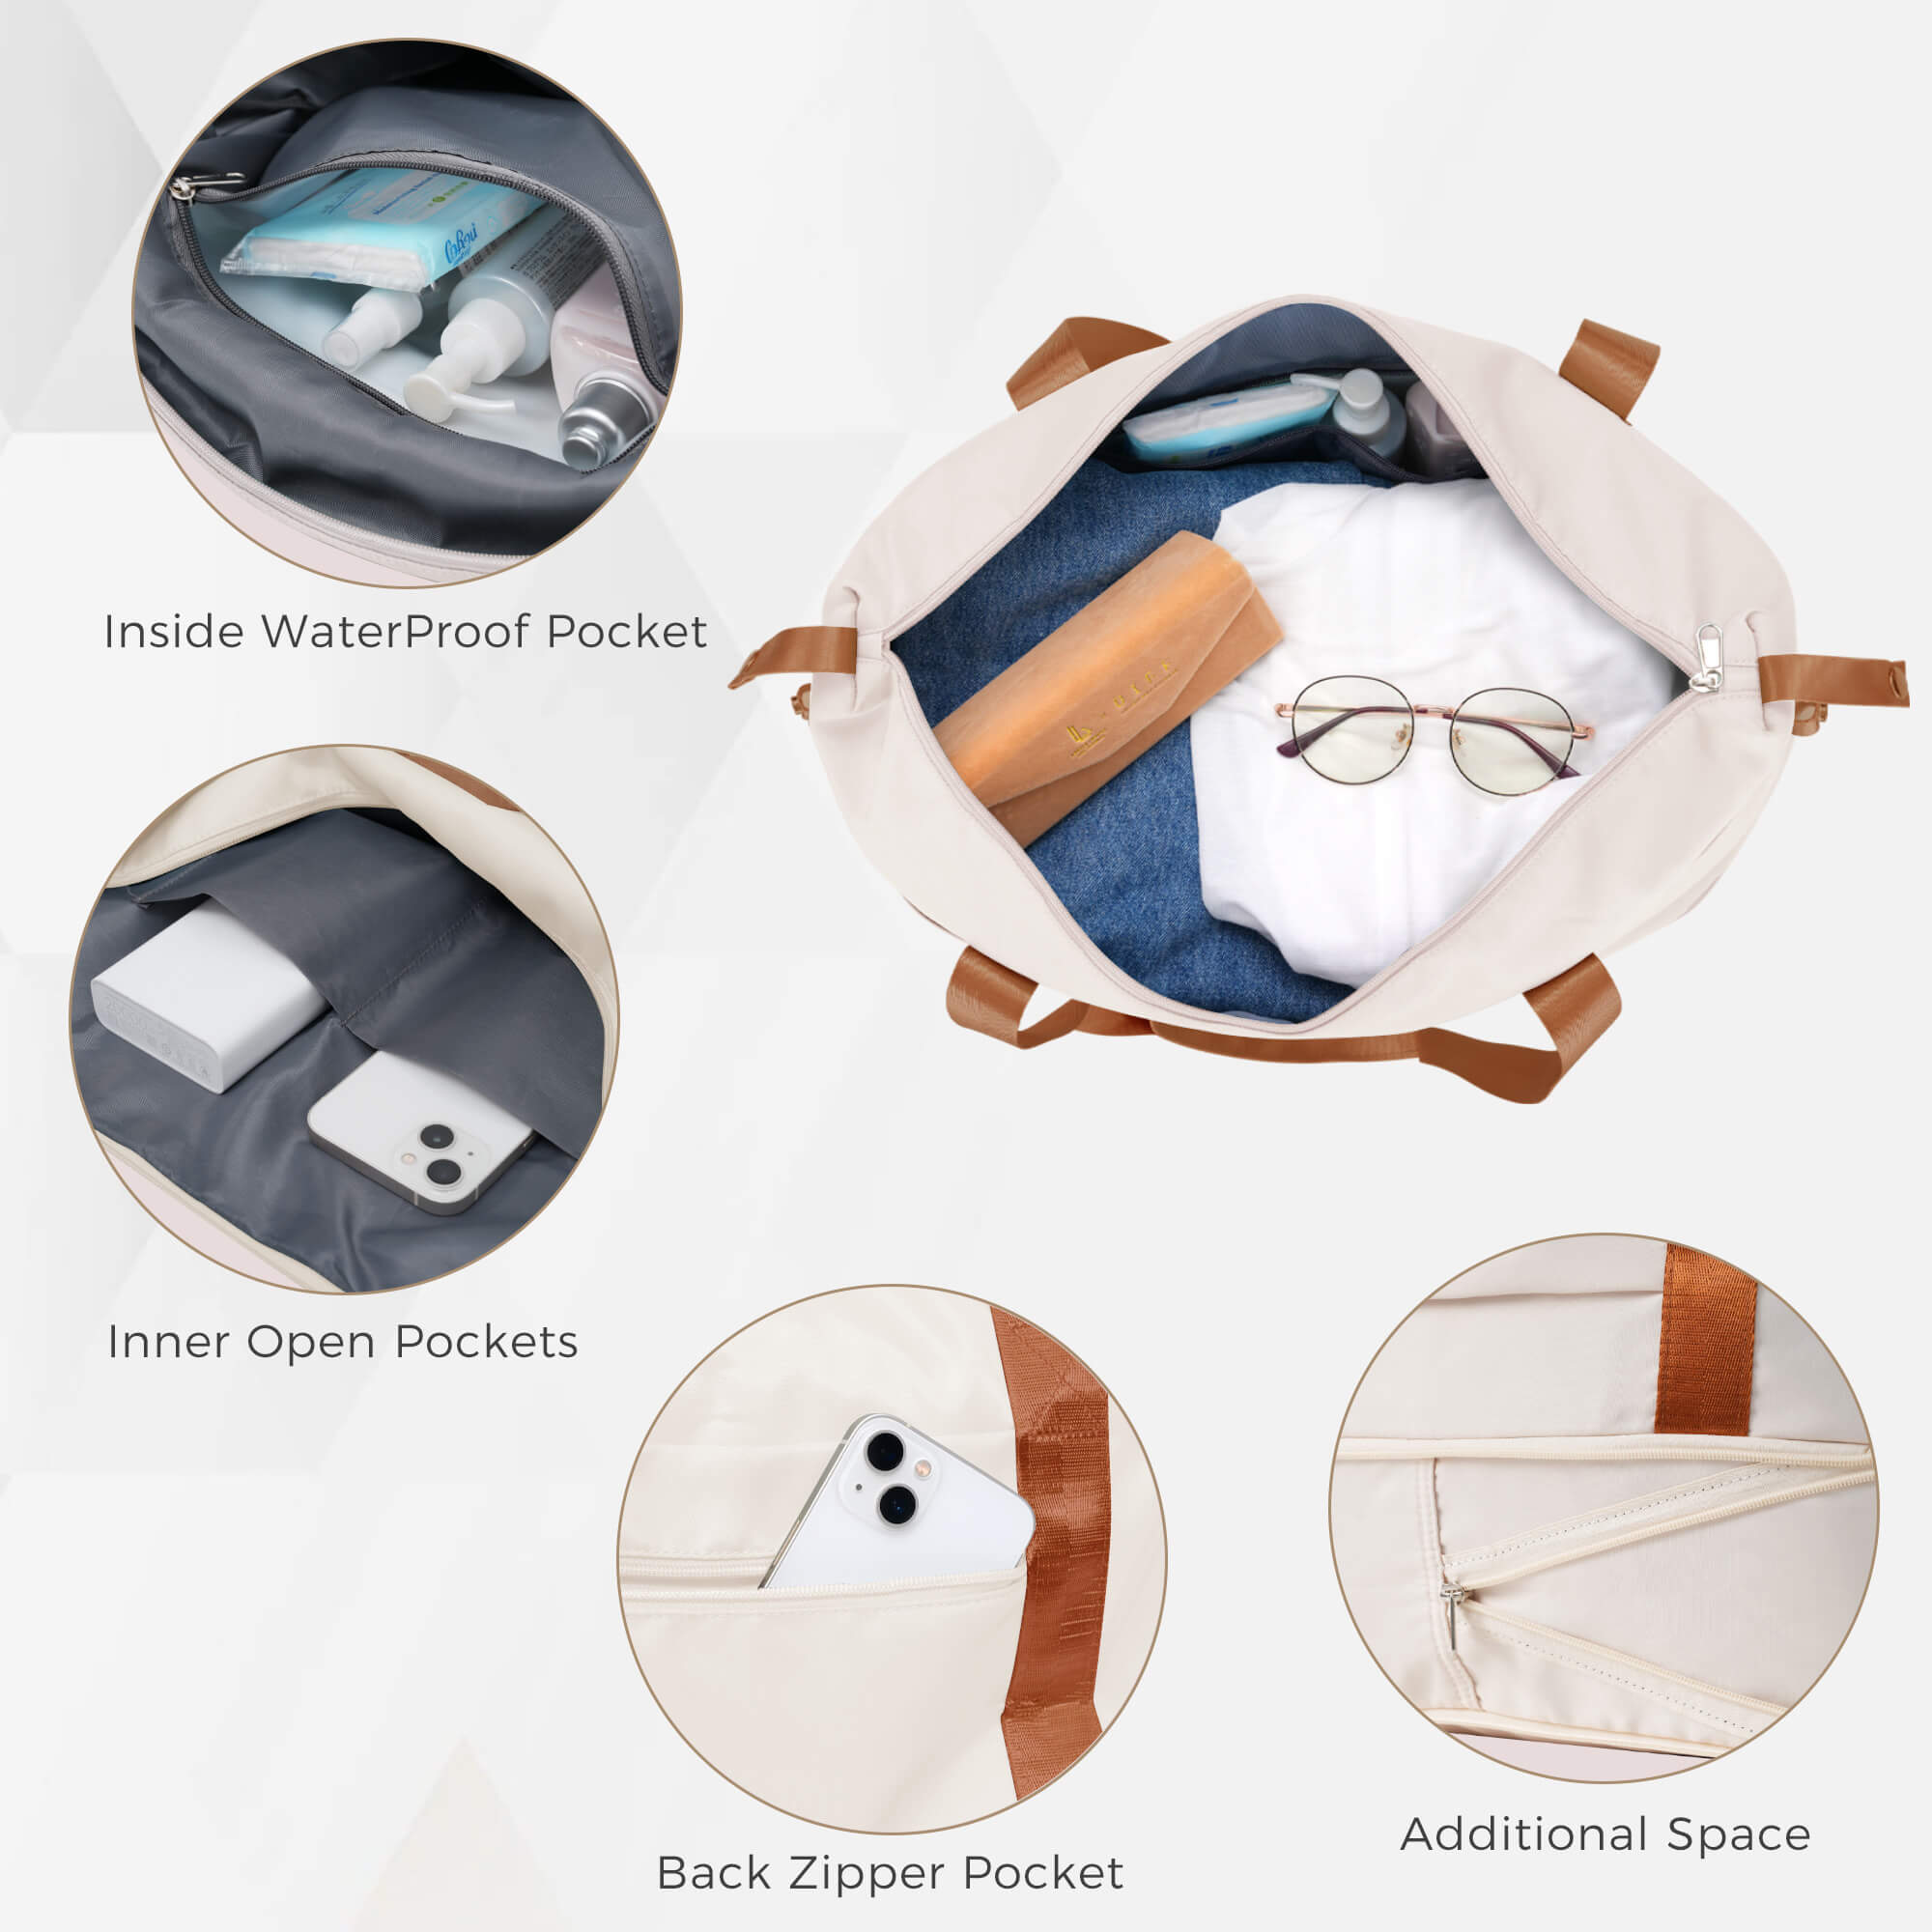 Inside WaterProof Pocket
Inner Open Pockets
Back Zipper Pocket
Additional Space